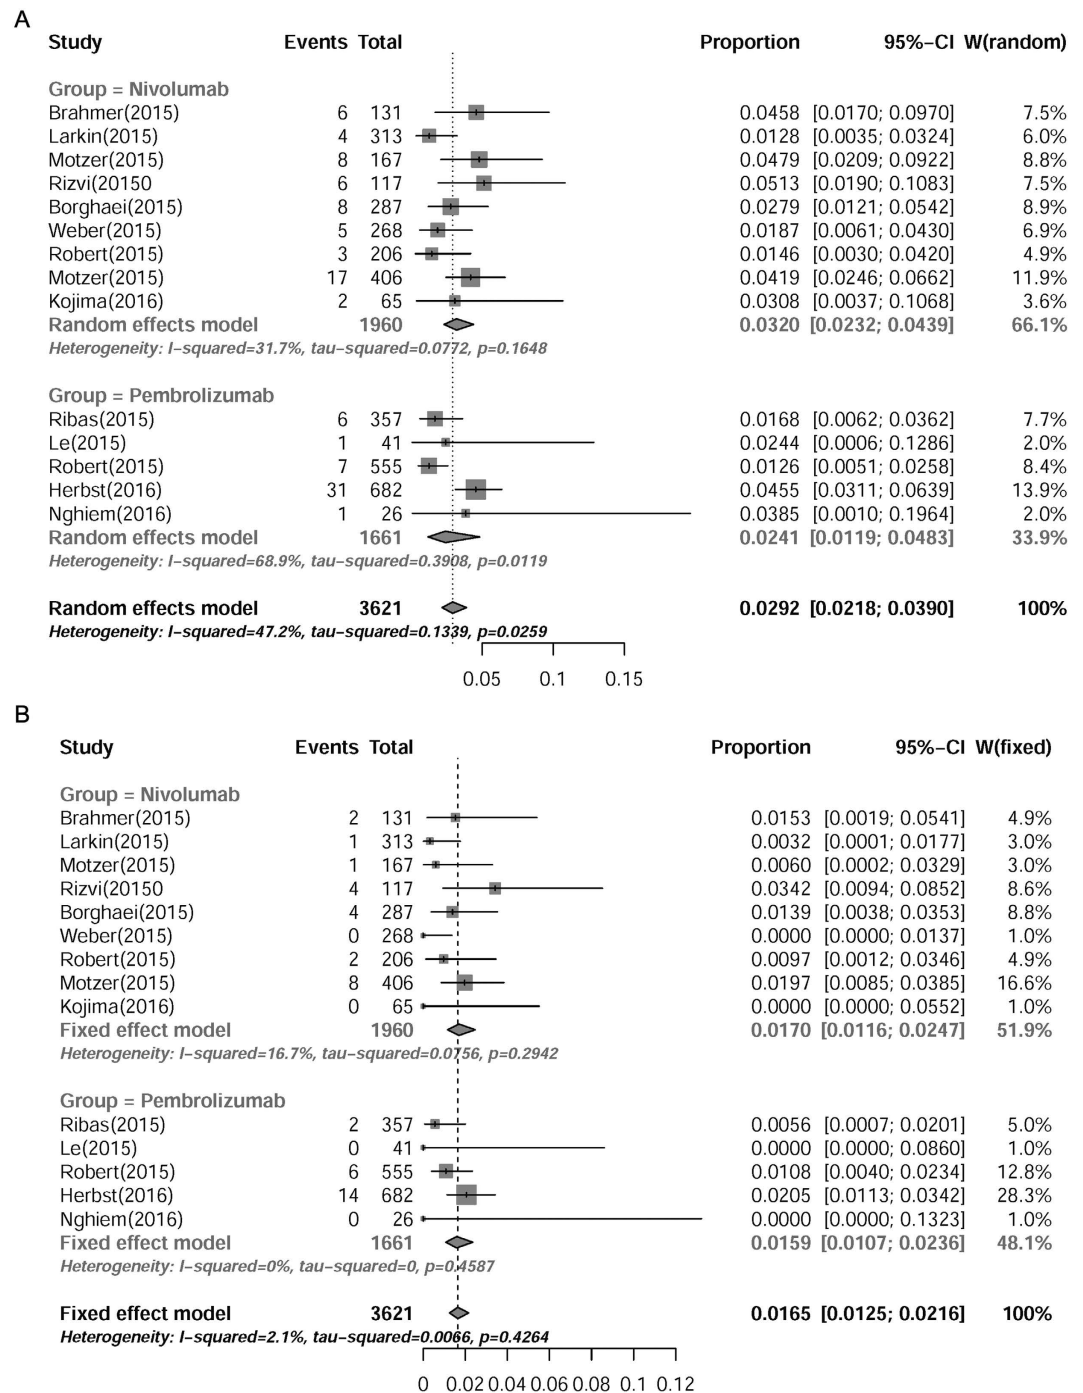 A
Study Events Total Proportion 95%−CI W(random)
Group = Nivolumab
Brahmer(2015) 6 131 0.0458 [0.0170; 0.0970] 7.5%
Larkin(2015) 4 313 0.0128 [0.0035; 0.0324] 6.0%
Motzer(2015) 8 167 0.0479 [0.0209; 0.0922] 8.8%
Rizvi(20150 6 117 0.0513 [0.0190; 0.1083] 7.5%
Borghaei(2015) 8 287 0.0279 [0.0121; 0.0542] 8.9%
Weber(2015) 5 268 0.0187 [0.0061; 0.0430] 6.9%
Robert(2015) 3 206 0.0146 [0.0030; 0.0420] 4.9%
Motzer(2015) 17 406 0.0419 [0.0246; 0.0662] 11.9%
Kojima(2016) 2 65 0.0308 [0.0037; 0.1068] 3.6%
Random effects model 1960 0.0320 [0.0232; 0.0439] 66.1%
Heterogeneity: I−squared=31.7%, tau−squared=0.0772, p=0.1648
Group = Pembrolizumab
Ribas(2015) 6 357 0.0168 [0.0062; 0.0362] 7.7%
Le(2015) 1 41 0.0244 [0.0006; 0.1286] 2.0%
Robert(2015) 7 555 0.0126 [0.0051; 0.0258] 8.4%
Herbst(2016) 31 682 0.0455 [0.0311; 0.0639] 13.9%
Nghiem(2016) 1 26 0.0385 [0.0010; 0.1964] 2.0%
Random effects model 1661 0.0241 [0.0119; 0.0483] 33.9%
Heterogeneity: I−squared=68.9%, tau−squared=0.3908, p=0.0119
Random effects model 3621 0.0292 [0.0218; 0.0390] 100%
Heterogeneity: I−squared=47.2%, tau−squared=0.1339, p=0.0259
0.05 0.1 0.15
B
Study Events Total Proportion 95%−CI W(fixed)
Group = Nivolumab
Brahmer(2015) 2 131 0.0153 [0.0019; 0.0541] 4.9%
Larkin(2015) 1 313 0.0032 [0.0001; 0.0177] 3.0%
Motzer(2015) 1 167 0.0060 [0.0002; 0.0329] 3.0%
Rizvi(20150 4 117 0.0342 [0.0094; 0.0852] 8.6%
Borghaei(2015) 4 287 0.0139 [0.0038; 0.0353] 8.8%
Weber(2015) 0 268 0.0000 [0.0000; 0.0137] 1.0%
Robert(2015) 2 206 0.0097 [0.0012; 0.0346] 4.9%
Motzer(2015) 8 406 0.0197 [0.0085; 0.0385] 16.6%
Kojima(2016) 0 65 0.0000 [0.0000; 0.0552] 1.0%
Fixed effect model 1960 0.0170 [0.0116; 0.0247] 51.9%
Heterogeneity: I−squared=16.7%, tau−squared=0.0756, p=0.2942
Group = Pembrolizumab
Ribas(2015) 2 357 0.0056 [0.0007; 0.0201] 5.0%
Le(2015) 0 41 0.0000 [0.0000; 0.0860] 1.0%
Robert(2015) 6 555 0.0108 [0.0040; 0.0234] 12.8%
Herbst(2016) 14 682 0.0205 [0.0113; 0.0342] 28.3%
Nghiem(2016) 0 26 0.0000 [0.0000; 0.1323] 1.0%
Fixed effect model 1661 0.0159 [0.0107; 0.0236] 48.1%
Heterogeneity: I−squared=0%, tau−squared=0, p=0.4587
Fixed effect model 3621 0.0165 [0.0125; 0.0216] 100%
Heterogeneity: I−squared=2.1%, tau−squared=0.0066, p=0.4264
0 0.02 0.04 0.06 0.08 0.1 0.12